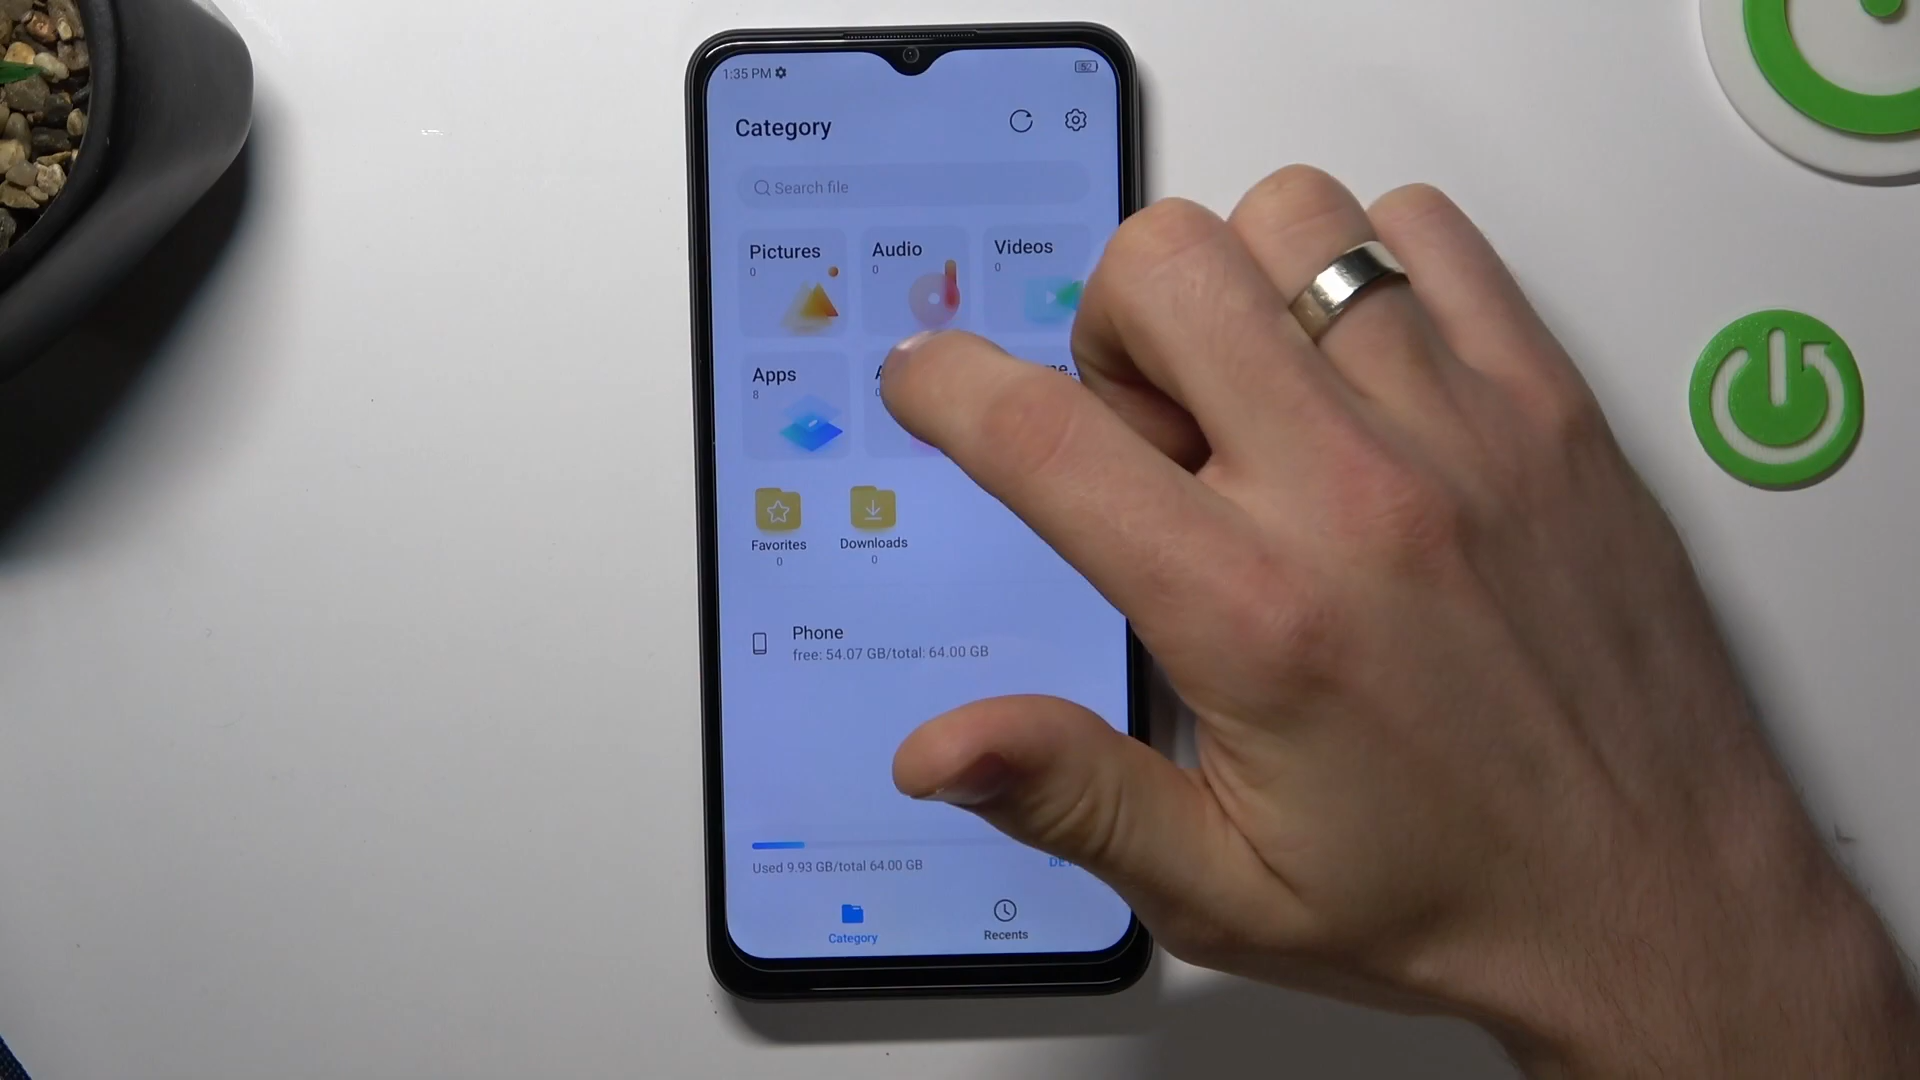 1:35 PM
52
Category
Search file
Pictures
0
Audio
0
Videos
0
Apps
8
Favorites
0
Downloads
0
Phone
free: 54.07 GB/total: 64.00 GB
Used 9.93 GB/total 64.00 GB
Category
Recents